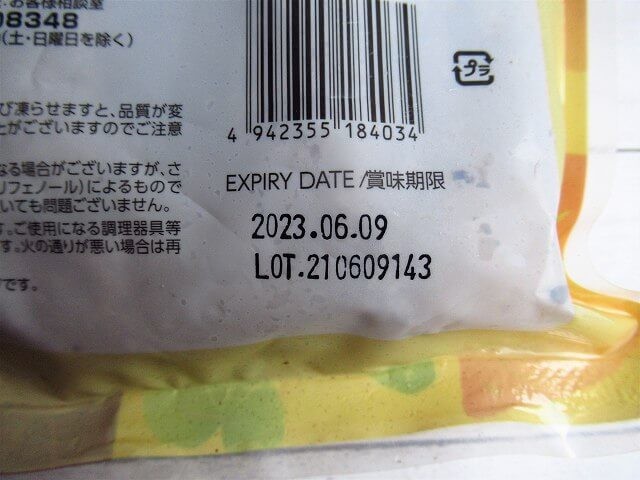 お客様相談室
08348
(土・日曜日を除く)
び凍らせますと、品質が変
とがございますのでご注意
なる場合がございますが、さ
リフェノール)によるもので
いても問題ございません。
す。ご使用になる調理器具等
す。火の通りが悪い場合は再
です。
4 942355 184034
プラ
EXPIRY DATE/賞味期限
2023.06.09
LOT.210609143